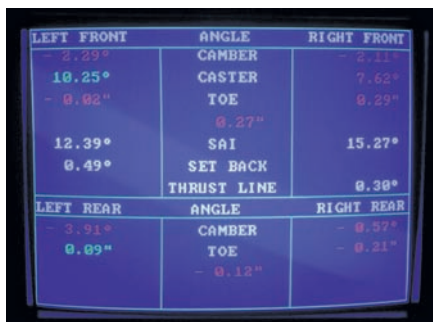 LEFT FRONT ANGLE RIGHT FRONT
- 2.29° CAMBER - 2.11°
10.25° CASTER 7.62°
- 0.02" TOE 0.29"
0.27"
12.39° SAI 15.27°
0.49° SET BACK
THRUST LINE 0.30°
LEFT REAR ANGLE RIGHT REAR
- 3.91° CAMBER - 0.57°
0.09" TOE - 0.21"
- 0.12"